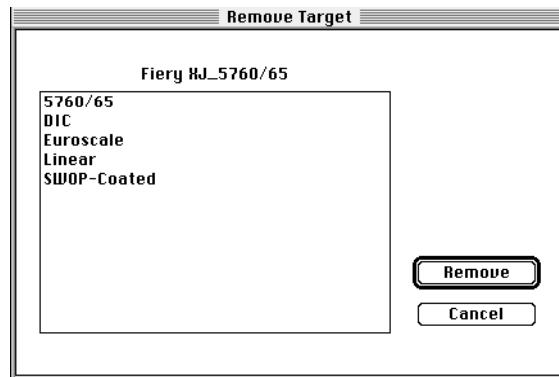 Remove Target
Fiery XJ_5760/65
5760/65
DIC
Euroscale
Linear
SWOP-Coated
Remove
Cancel